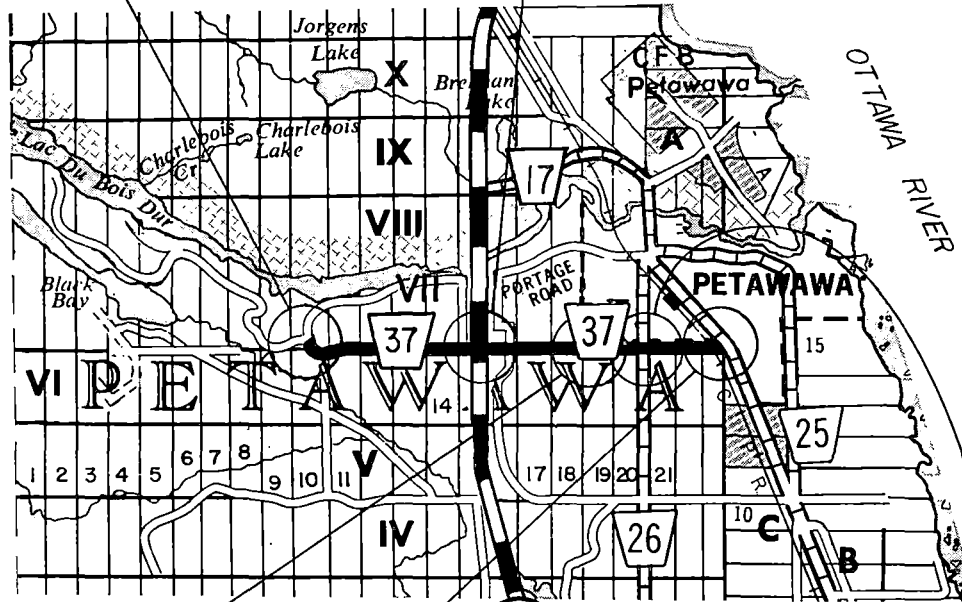 Jorgens
Lake
X
Brennan
Lake
C F B
Petawawa
OTTAWA
RIVER
Charlebois
Cr.
Charlebois
Lake
IX
17
A
A
Lac Du Bois Dur
VIII
Black
Bay
VII
PORTAGE
ROAD
PETAWAWA
37
37
15
VI
PETAWAWA
14
C P R
25
1 2 3 4 5 6 7 8 9 10 11
V
17 18 19 20 21
10
IV
26
C
B